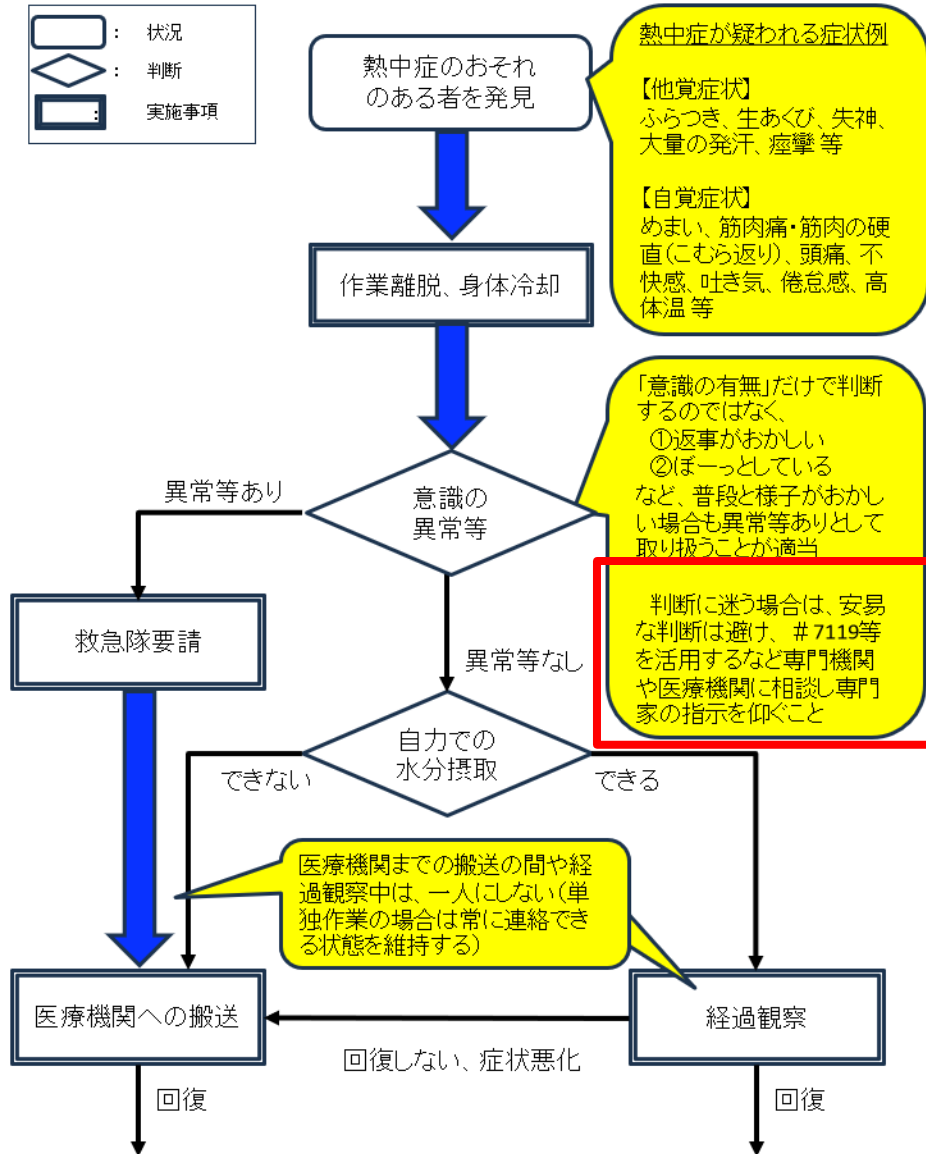 ： 状況
： 判断
： 実施事項
熱中症のおそれ
のある者を発見
熱中症が疑われる症状例
【他覚症状】
ふらつき、生あくび、失神、
大量の発汗、痙攣 等
【自覚症状】
めまい、筋肉痛・筋肉の硬
直（こむら返り）、頭痛、不
快感、吐き気、倦怠感、高
体温 等
作業離脱、身体冷却
「意識の有無」だけで判断
するのではなく、
①返事がおかしい
②ぼーっとしている
など、普段と様子がおかし
い場合も異常等ありとして
取り扱うことが適当
判断に迷う場合は、安易
な判断は避け、＃7119等
を活用するなど専門機関
や医療機関に相談し専門
家の指示を仰ぐこと
意識の
異常等
異常等あり
救急隊要請
異常等なし
自力での
水分摂取
できない
できる
医療機関までの搬送の間や経
過観察中は、一人にしない（単
独作業の場合は常に連絡でき
る状態を維持する）
医療機関への搬送
経過観察
回復しない、症状悪化
回復
回復